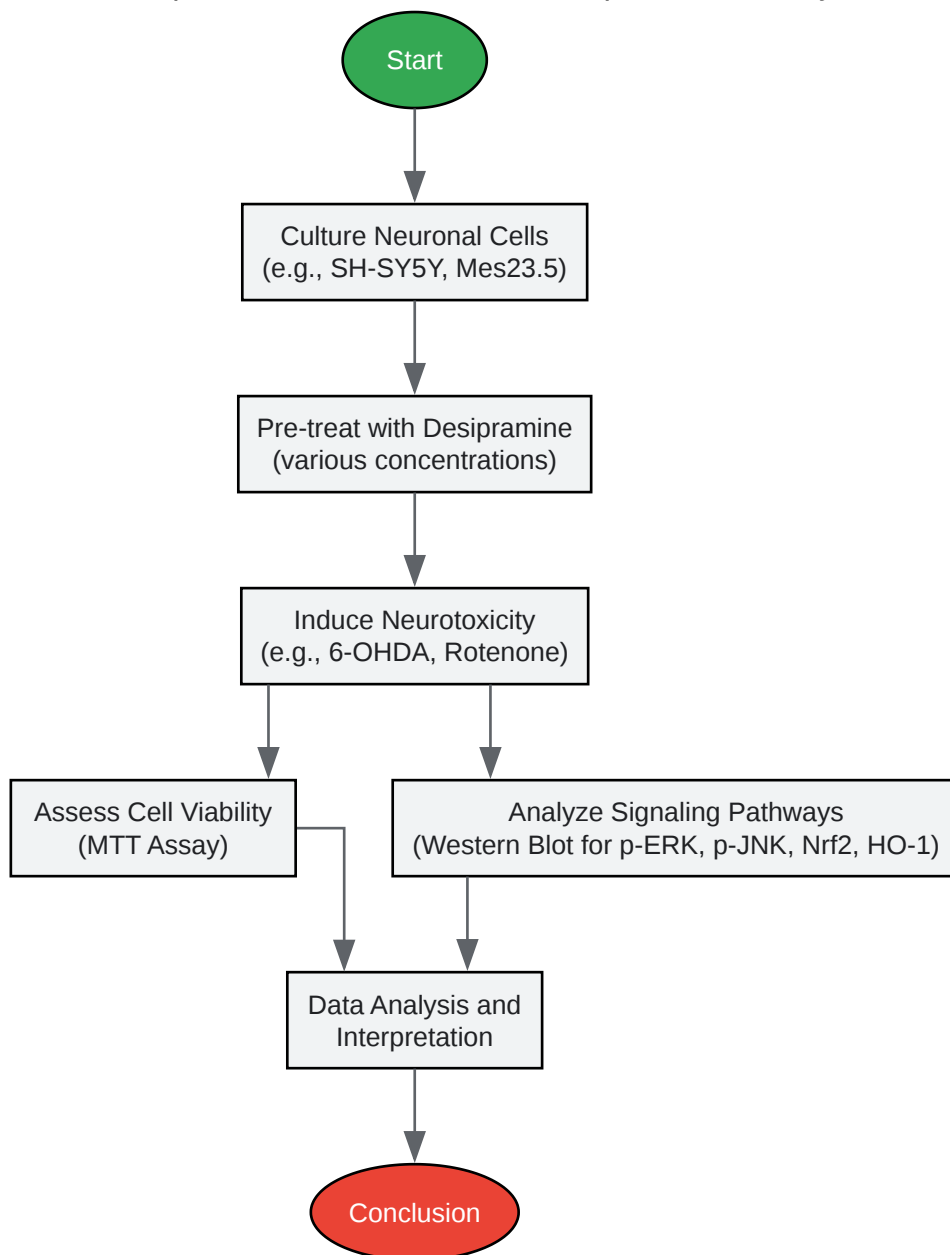 Start
Culture Neuronal Cells
(e.g., SH-SY5Y, Mes23.5)
Pre-treat with Desipramine
(various concentrations)
Induce Neurotoxicity
(e.g., 6-OHDA, Rotenone)
Assess Cell Viability
(MTT Assay)
Analyze Signaling Pathways
(Western Blot for p-ERK, p-JNK, Nrf2, HO-1)
Data Analysis and
Interpretation
Conclusion